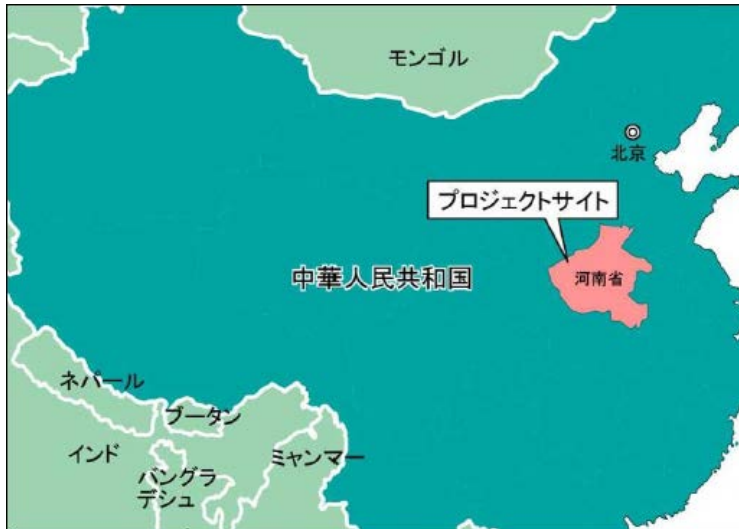 モンゴル
北京
プロジェクトサイト
中華人民共和国
河南省
ネパール
ブータン
インド
バングラ
デシュ
ミャンマー